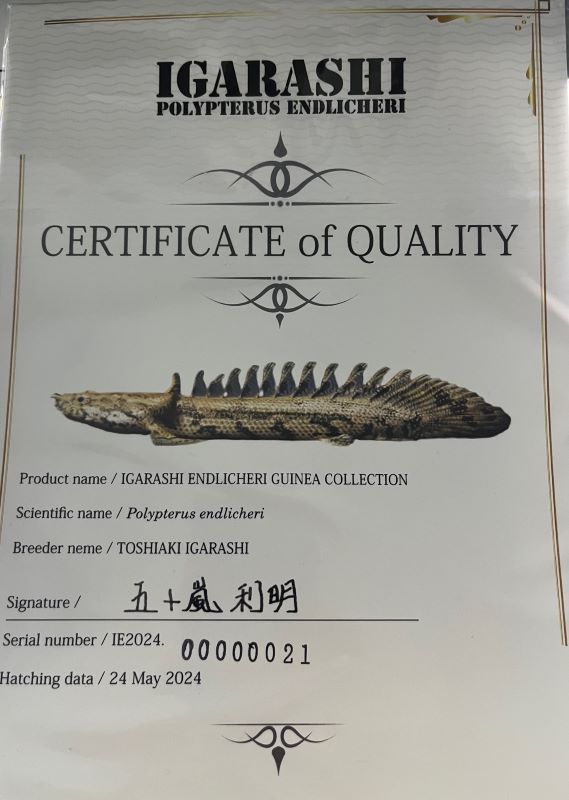 IGARASHI
POLYPTERUS ENDLICHERI
CERTIFICATE of QUALITY
Product name / IGARASHI ENDLICHERI GUINEA COLLECTION
Scientific name / Polypterus endlicheri
Breeder neme / TOSHIAKI IGARASHI
Signature / 五十嵐 利明
Serial number / IE2024. 00000021
Hatching data / 24 May 2024